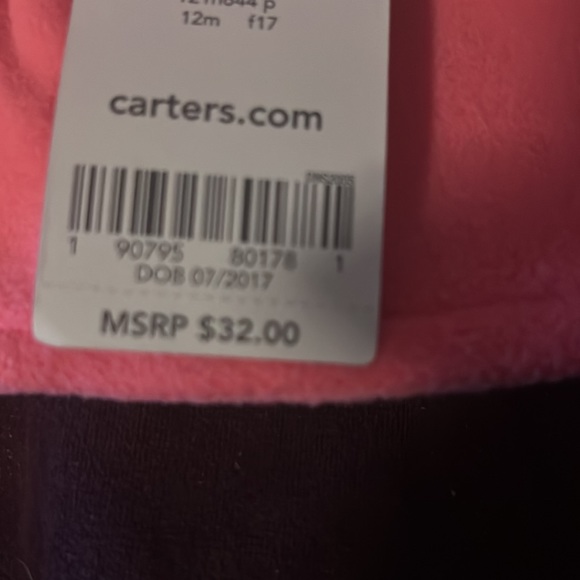 12m f17
carters.com
1 90795 80178 1
DOB 07/2017
MSRP $32.00